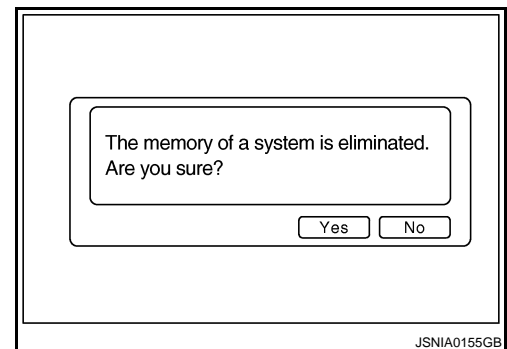 The memory of a system is eliminated.
Are you sure?
Yes No
JSNIA0155GB